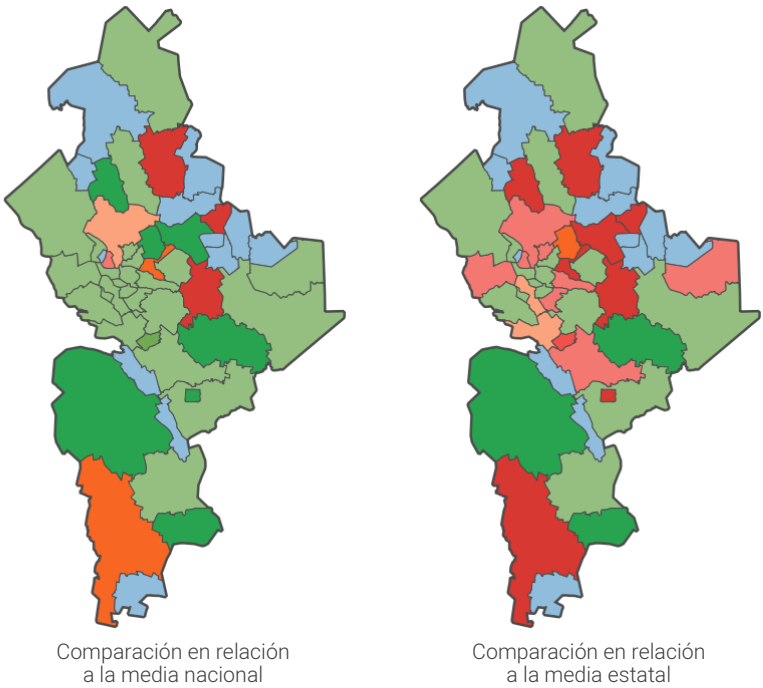 Comparación en relación
a la media nacional
Comparación en relación
a la media estatal